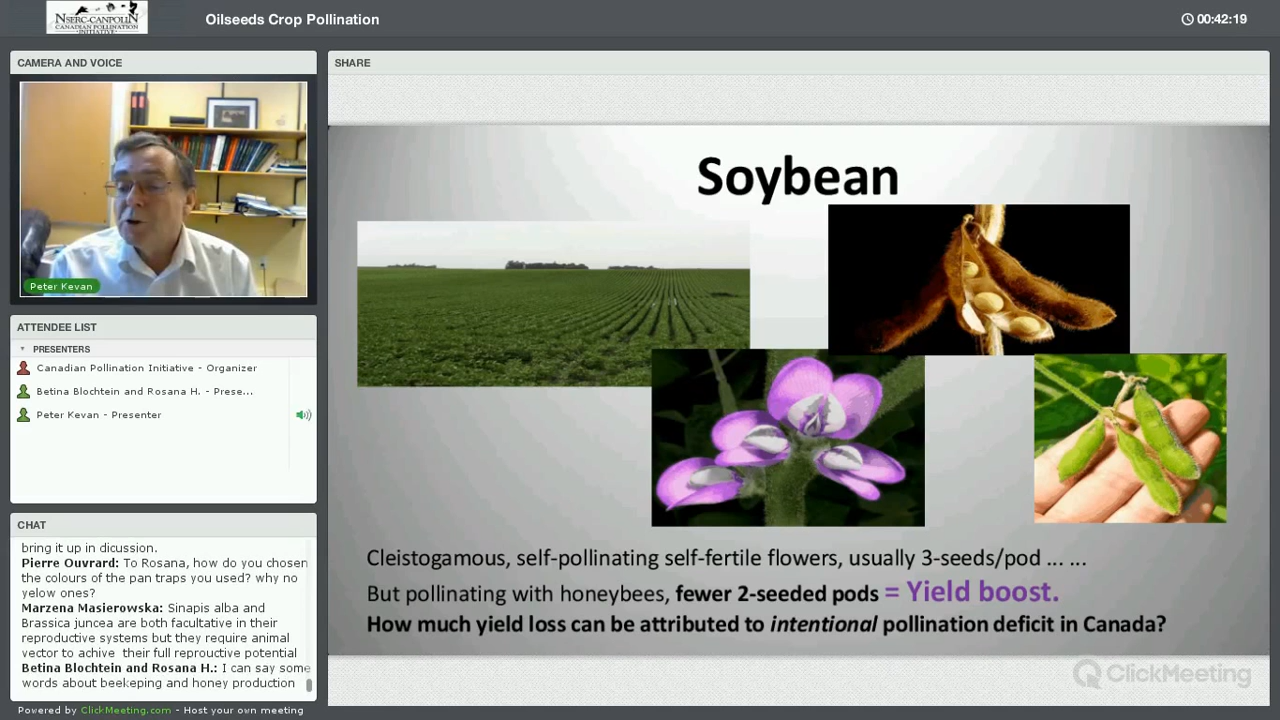 NSERC-CANPOLIN
CANADIAN POLLINATION
INITIATIVE
Oilseeds Crop Pollination
00:42:19
CAMERA AND VOICE
Peter Kevan
ATTENDEE LIST
PRESENTERS
Canadian Pollination Initiative - Organizer
Betina Blochtein and Rosana H. - Prese...
Peter Kevan - Presenter
CHAT
bring it up in dicussion.
Pierre Ouvrard: To Rosana, how do you chosen
the colours of the pan traps you used? why no
yelow ones?
Marzena Masierowska: Sinapis alba and
Brassica juncea are both facultative in their
reproductive systems but they require animal
vector to achive their full reprouctive potential
Betina Blochtein and Rosana H.: I can say some
words about beekeping and honey production
Powered by ClickMeeting.com - Host your own meeting
SHARE
Soybean
Cleistogamous, self-pollinating self-fertile flowers, usually 3-seeds/pod ... ...
But pollinating with honeybees, fewer 2-seeded pods = Yield boost.
How much yield loss can be attributed to intentional pollination deficit in Canada?
ClickMeeting